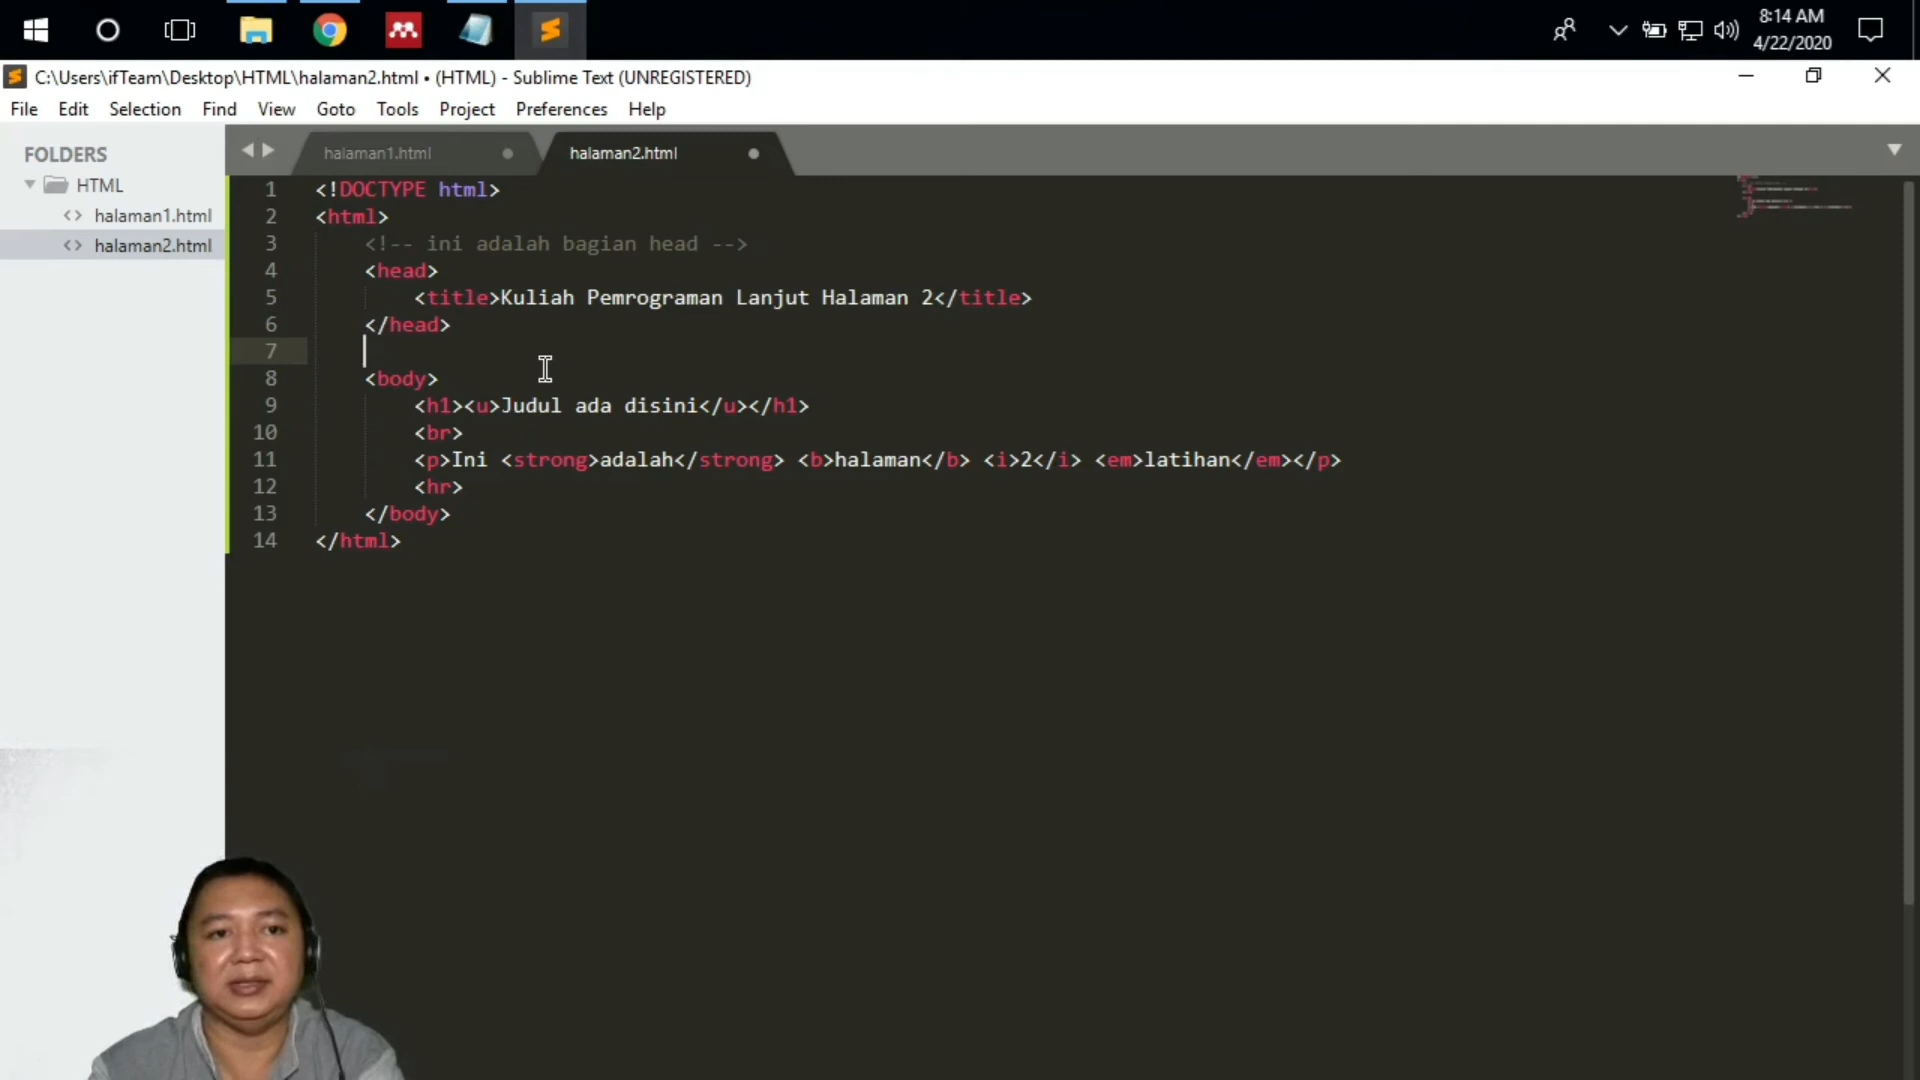 8:14 AM
4/22/2020
C:\Users\ifTeam\Desktop\HTML\halaman2.html • (HTML) - Sublime Text (UNREGISTERED)
File Edit Selection Find View Goto Tools Project Preferences Help
FOLDERS
HTML
<> halaman1.html
<> halaman2.html
halaman1.html
halaman2.html
1 <!DOCTYPE html>
2 <html>
3 <!-- ini adalah bagian head -->
4 <head>
5 <title>Kuliah Pemrograman Lanjut Halaman 2</title>
6 </head>
7
8 <body>
9 <h1><u>Judul ada disini</u></h1>
10 <br>
11 <p>Ini <strong>adalah</strong> <b>halaman</b> <i>2</i> <em>latihan</em></p>
12 <hr>
13 </body>
14 </html>